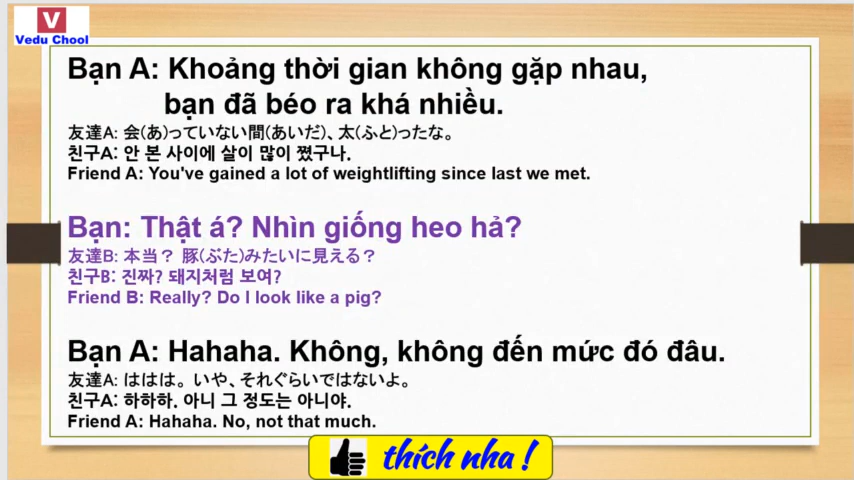 V
Vedu Chool
Bạn A: Khoảng thời gian không gặp nhau,
bạn đã béo ra khá nhiều.
友達A: 会(あ)っていない間(あいだ)、太(ふと)ったな。
친구A: 안 본 사이에 살이 많이 쪘구나.
Friend A: You've gained a lot of weightlifting since last we met.
Bạn: Thật á? Nhìn giống heo hả?
友達B: 本当？ 豚(ぶた)みたいに見える？
친구B: 진짜? 돼지처럼 보여?
Friend B: Really? Do I look like a pig?
Bạn A: Hahaha. Không, không đến mức đó đâu.
友達A: ははは。いや、それぐらいではないよ。
친구A: 하하하. 아니 그 정도는 아니야.
Friend A: Hahaha. No, not that much.
thích nha !